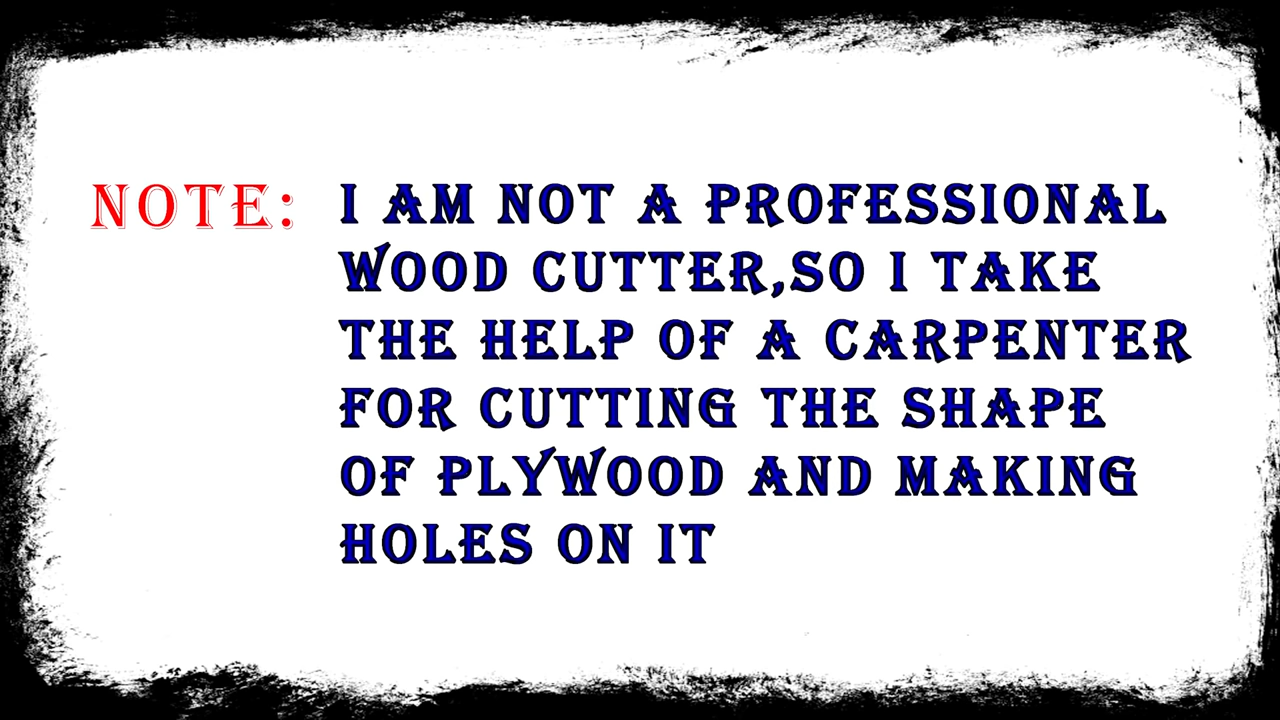 NOTE: I AM NOT A PROFESSIONAL
WOOD CUTTER,SO I TAKE
THE HELP OF A CARPENTER
FOR CUTTING THE SHAPE
OF PLYWOOD AND MAKING
HOLES ON IT